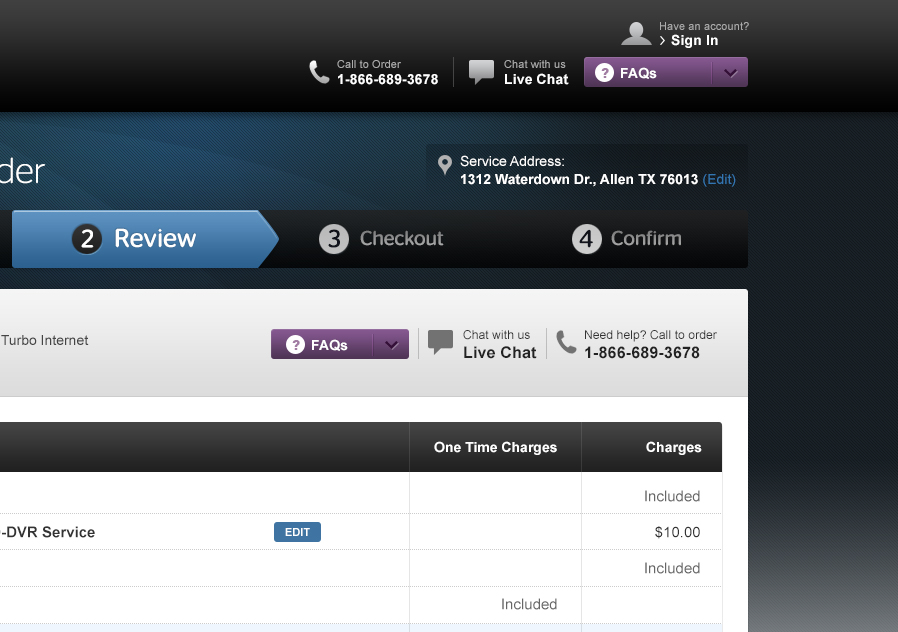 Have an account?
› Sign In
Call to Order
1-866-689-3678
Chat with us
Live Chat
? FAQs
der
Service Address:
1312 Waterdown Dr., Allen TX 76013 (Edit)
2 Review
3 Checkout
4 Confirm
Turbo Internet
? FAQs
Chat with us
Live Chat
Need help? Call to order
1-866-689-3678
One Time Charges
Charges
Included
-DVR Service
EDIT
$10.00
Included
Included